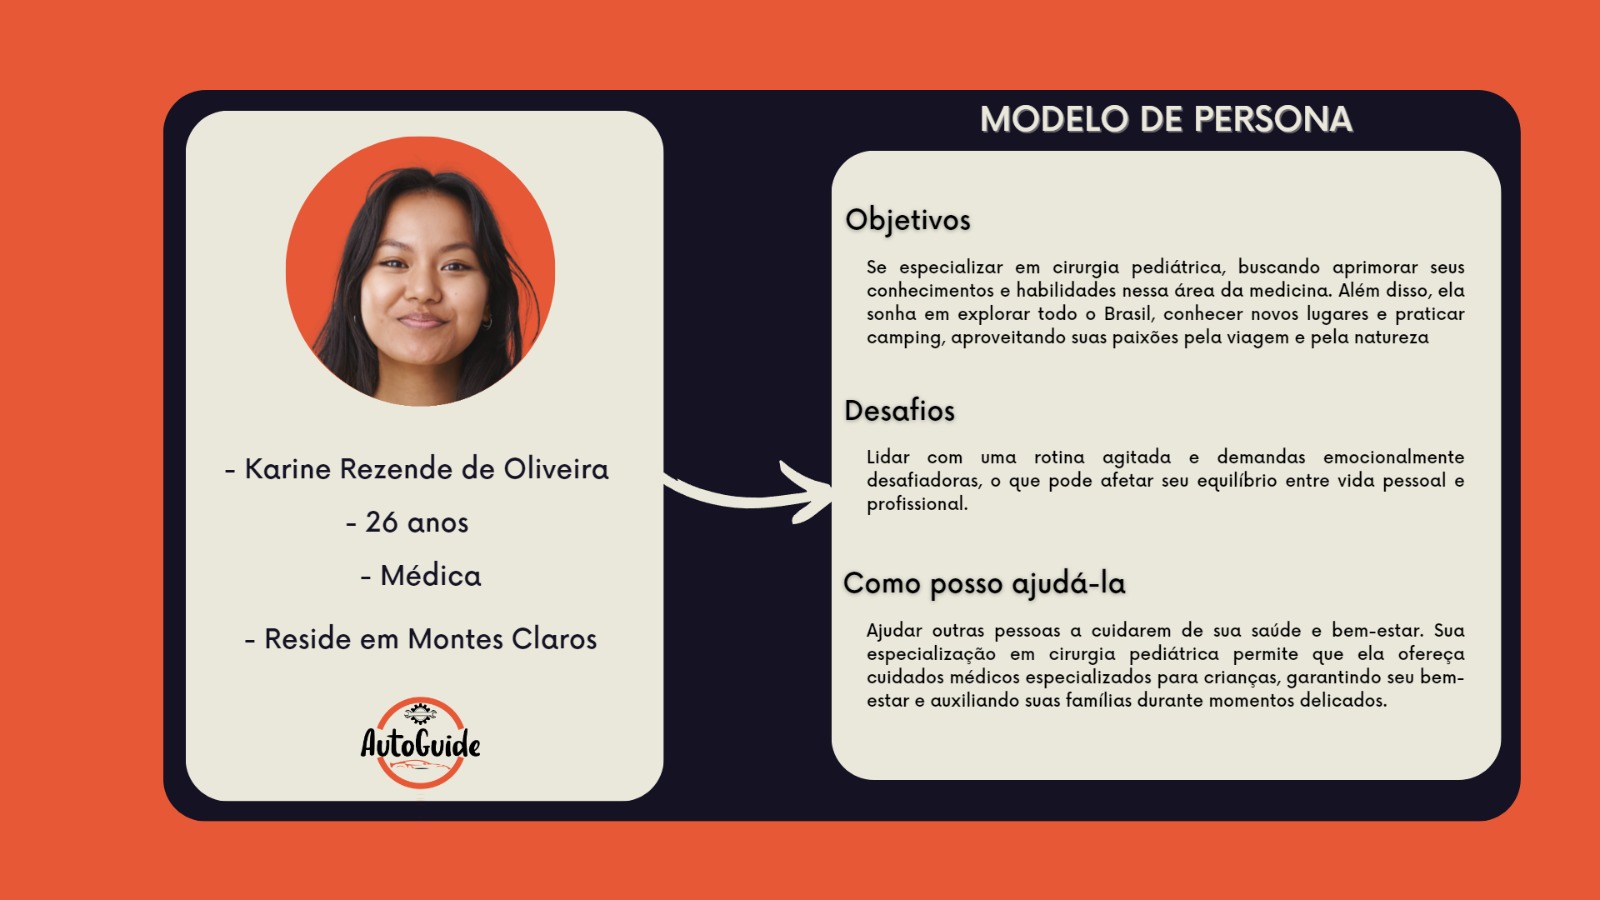 MODELO DE PERSONA
- Karine Rezende de Oliveira
- 26 anos
- Médica
- Reside em Montes Claros
AutoGuide
Objetivos
Se especializar em cirurgia pediátrica, buscando aprimorar seus
conhecimentos e habilidades nessa área da medicina. Além disso, ela
sonha em explorar todo o Brasil, conhecer novos lugares e praticar
camping, aproveitando suas paixões pela viagem e pela natureza
Desafios
Lidar com uma rotina agitada e demandas emocionalmente
desafiadoras, o que pode afetar seu equilíbrio entre vida pessoal e
profissional.
Como posso ajudá-la
Ajudar outras pessoas a cuidarem de sua saúde e bem-estar. Sua
especialização em cirurgia pediátrica permite que ela ofereça
cuidados médicos especializados para crianças, garantindo seu bem-
estar e auxiliando suas famílias durante momentos delicados.